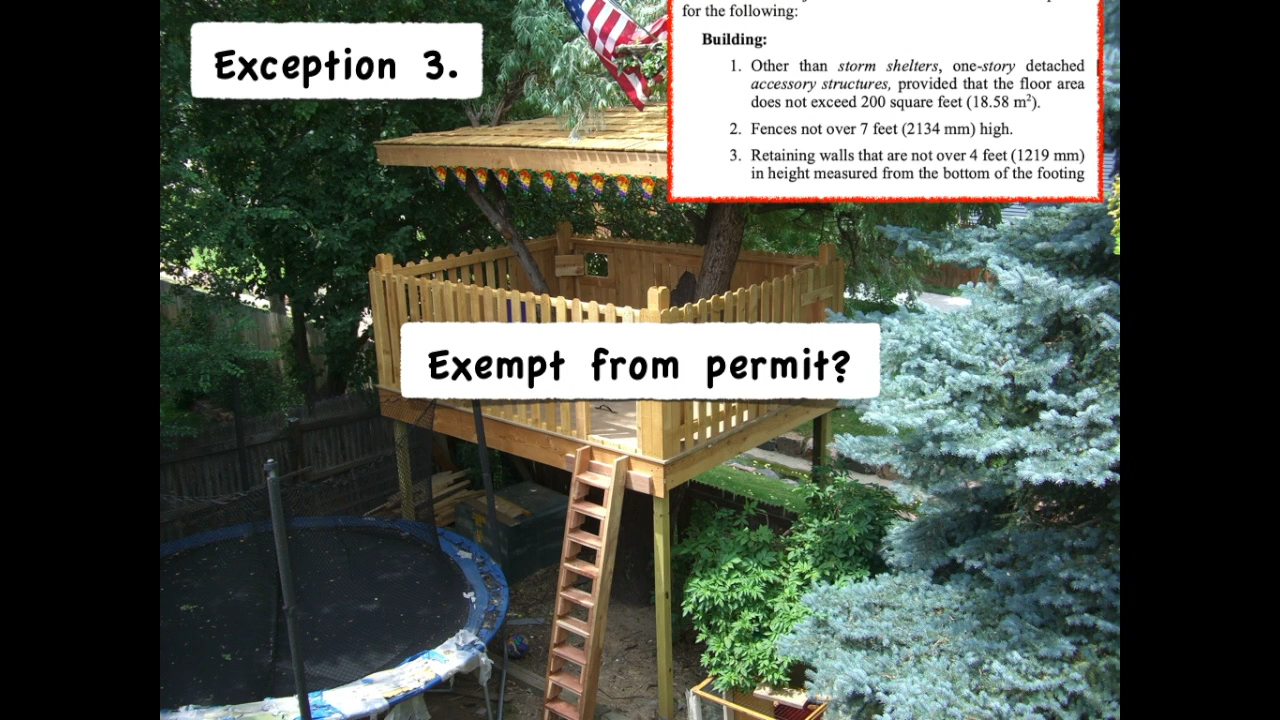 Exception 3.
for the following:
Building:
1. Other than storm shelters, one-story detached
accessory structures, provided that the floor area
does not exceed 200 square feet (18.58 m²).
2. Fences not over 7 feet (2134 mm) high.
3. Retaining walls that are not over 4 feet (1219 mm)
in height measured from the bottom of the footing
Exempt from permit?